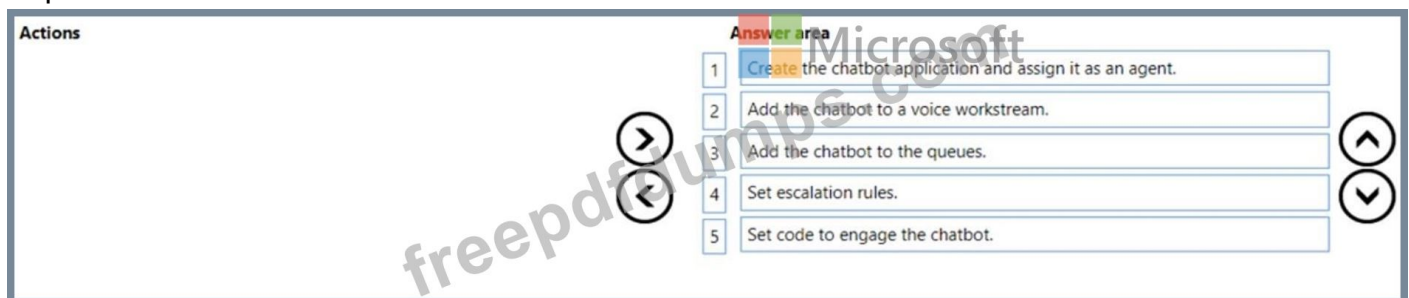 Actions
Answer area
Microsoft
1 Create the chatbot application and assign it as an agent.
2 Add the chatbot to a voice workstream.
3 Add the chatbot to the queues.
4 Set escalation rules.
5 Set code to engage the chatbot.
freepdfdumps.com